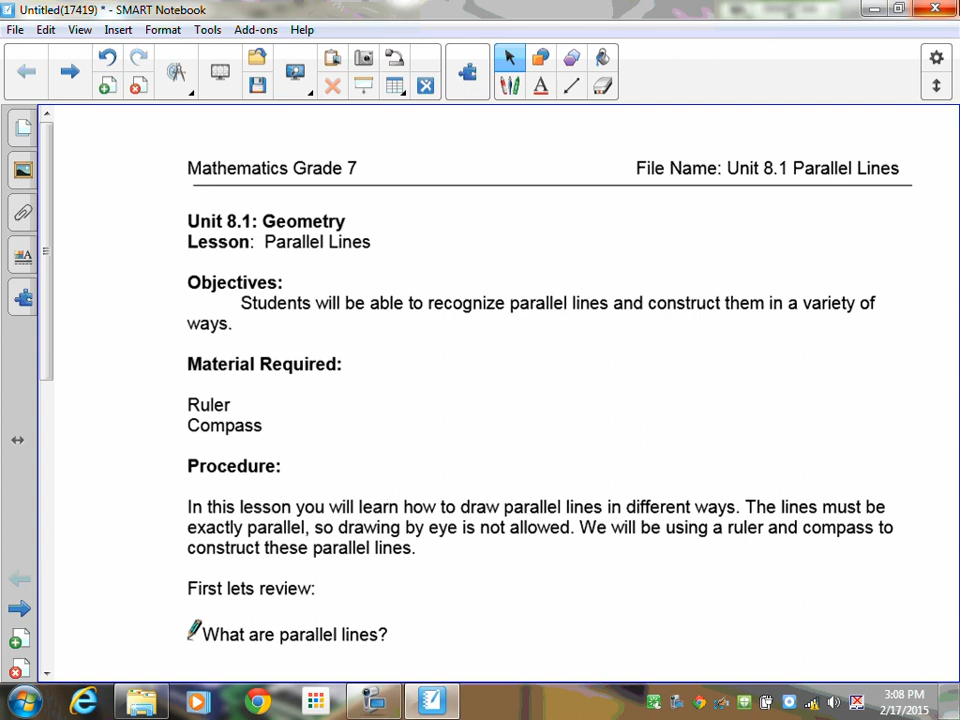 Untitled(17419) * - SMART Notebook
File Edit View Insert Format Tools Add-ons Help
Mathematics Grade 7 File Name: Unit 8.1 Parallel Lines
Unit 8.1: Geometry
Lesson: Parallel Lines
Objectives:
Students will be able to recognize parallel lines and construct them in a variety of
ways.
Material Required:
Ruler
Compass
Procedure:
In this lesson you will learn how to draw parallel lines in different ways. The lines must be
exactly parallel, so drawing by eye is not allowed. We will be using a ruler and compass to
construct these parallel lines.
First lets review:
What are parallel lines?
3:08 PM
2/17/2015